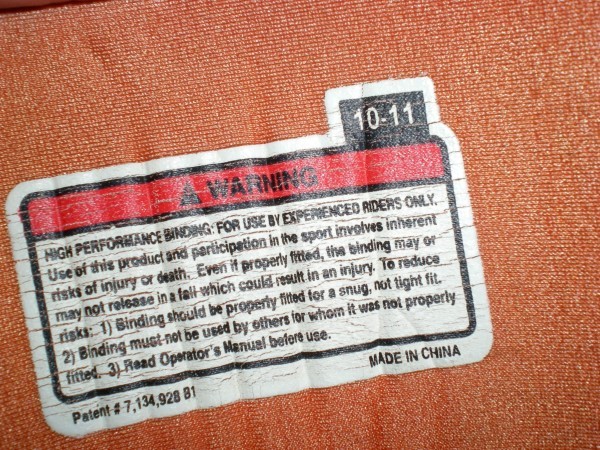 10-11
WARNING
HIGH PERFORMANCE BINDING: FOR USE BY EXPERIENCED RIDERS ONLY.
Use of this product and participation in the sport involves inherent
risks of injury or death. Even if properly fitted, the binding may or
may not release in a fall which could result in an injury. To reduce
risks: 1) Binding should be properly fitted for a snug, not tight fit.
2) Binding must not be used by others for whom it was not properly
fitted. 3) Read Operator's Manual before use.
Patent # 7,134,928 B1
MADE IN CHINA